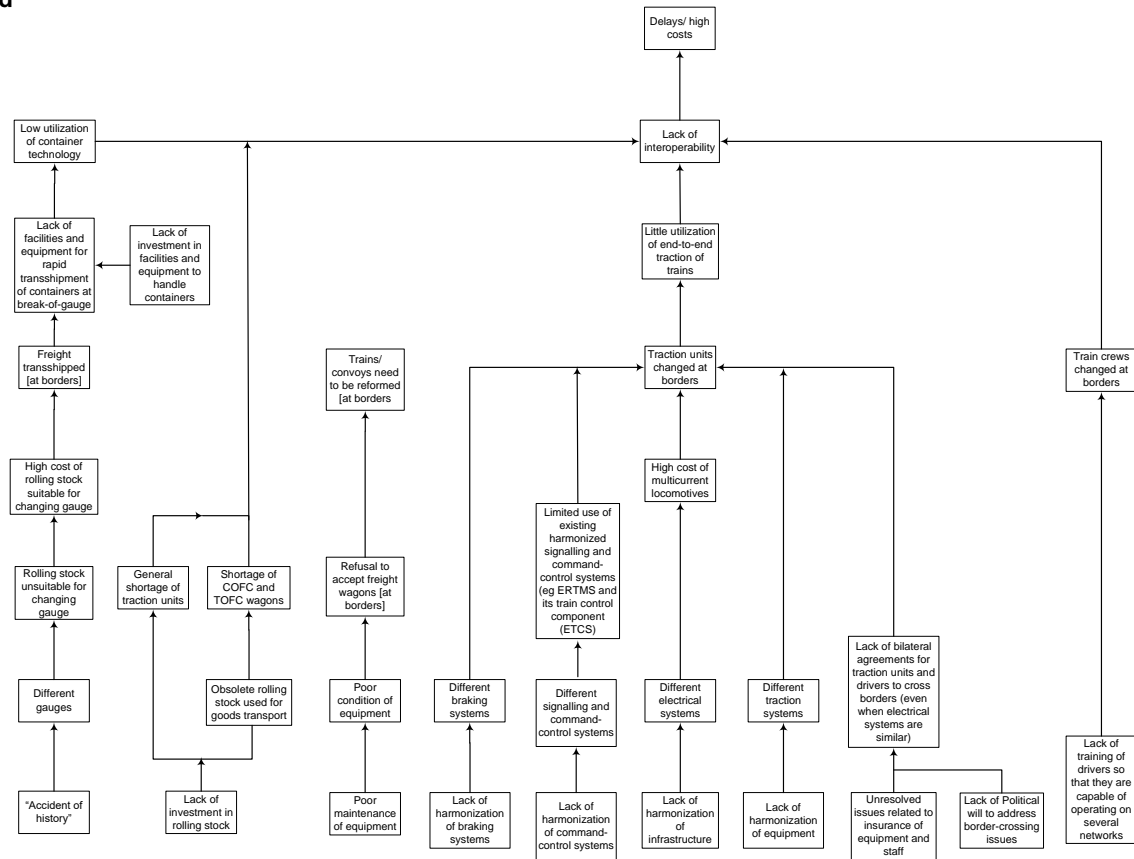 d
Delays/ high
costs
Low utilization
of container
technology
Lack of
interoperability
Lack of
facilities and
equipment for
rapid
transshipment
of containers at
break-of-gauge
Lack of
investment in
facilities and
equipment to
handle
containers
Little utilization
of end-to-end
traction of
trains
Freight
transshipped
[at borders]
Trains/
convoys need
to be reformed
[at borders
Traction units
changed at
borders
Train crews
changed at
borders
High cost of
rolling stock
suitable for
changing gauge
High cost of
multicurrent
locomotives
Limited use of
existing
harmonized
signalling and
command-
control systems
(eg ERTMS and
its train control
component
(ETCS)
Rolling stock
unsuitable for
changing
gauge
General
shortage of
traction units
Shortage of
COFC and
TOFC wagons
Refusal to
accept freight
wagons [at
borders]
Lack of bilateral
agreements for
traction units and
drivers to cross
borders (even
when electrical
systems are
similar)
Different
gauges
Obsolete rolling
stock used for
goods transport
Poor
condition of
equipment
Different
braking
systems
Different
signalling and
command-
control systems
Different
electrical
systems
Different
traction
systems
Lack of
training of
drivers so
that they are
capable of
operating on
several
networks
"Accident of
history"
Lack of
investment in
rolling stock
Poor
maintenance
of equipment
Lack of
harmonization
of braking
systems
Lack of
harmonization
of command-
control systems
Lack of
harmonization
of
infrastructure
Lack of
harmonization
of equipment
Unresolved
issues related to
insurance of
equipment and
staff
Lack of Political
will to address
border-crossing
issues